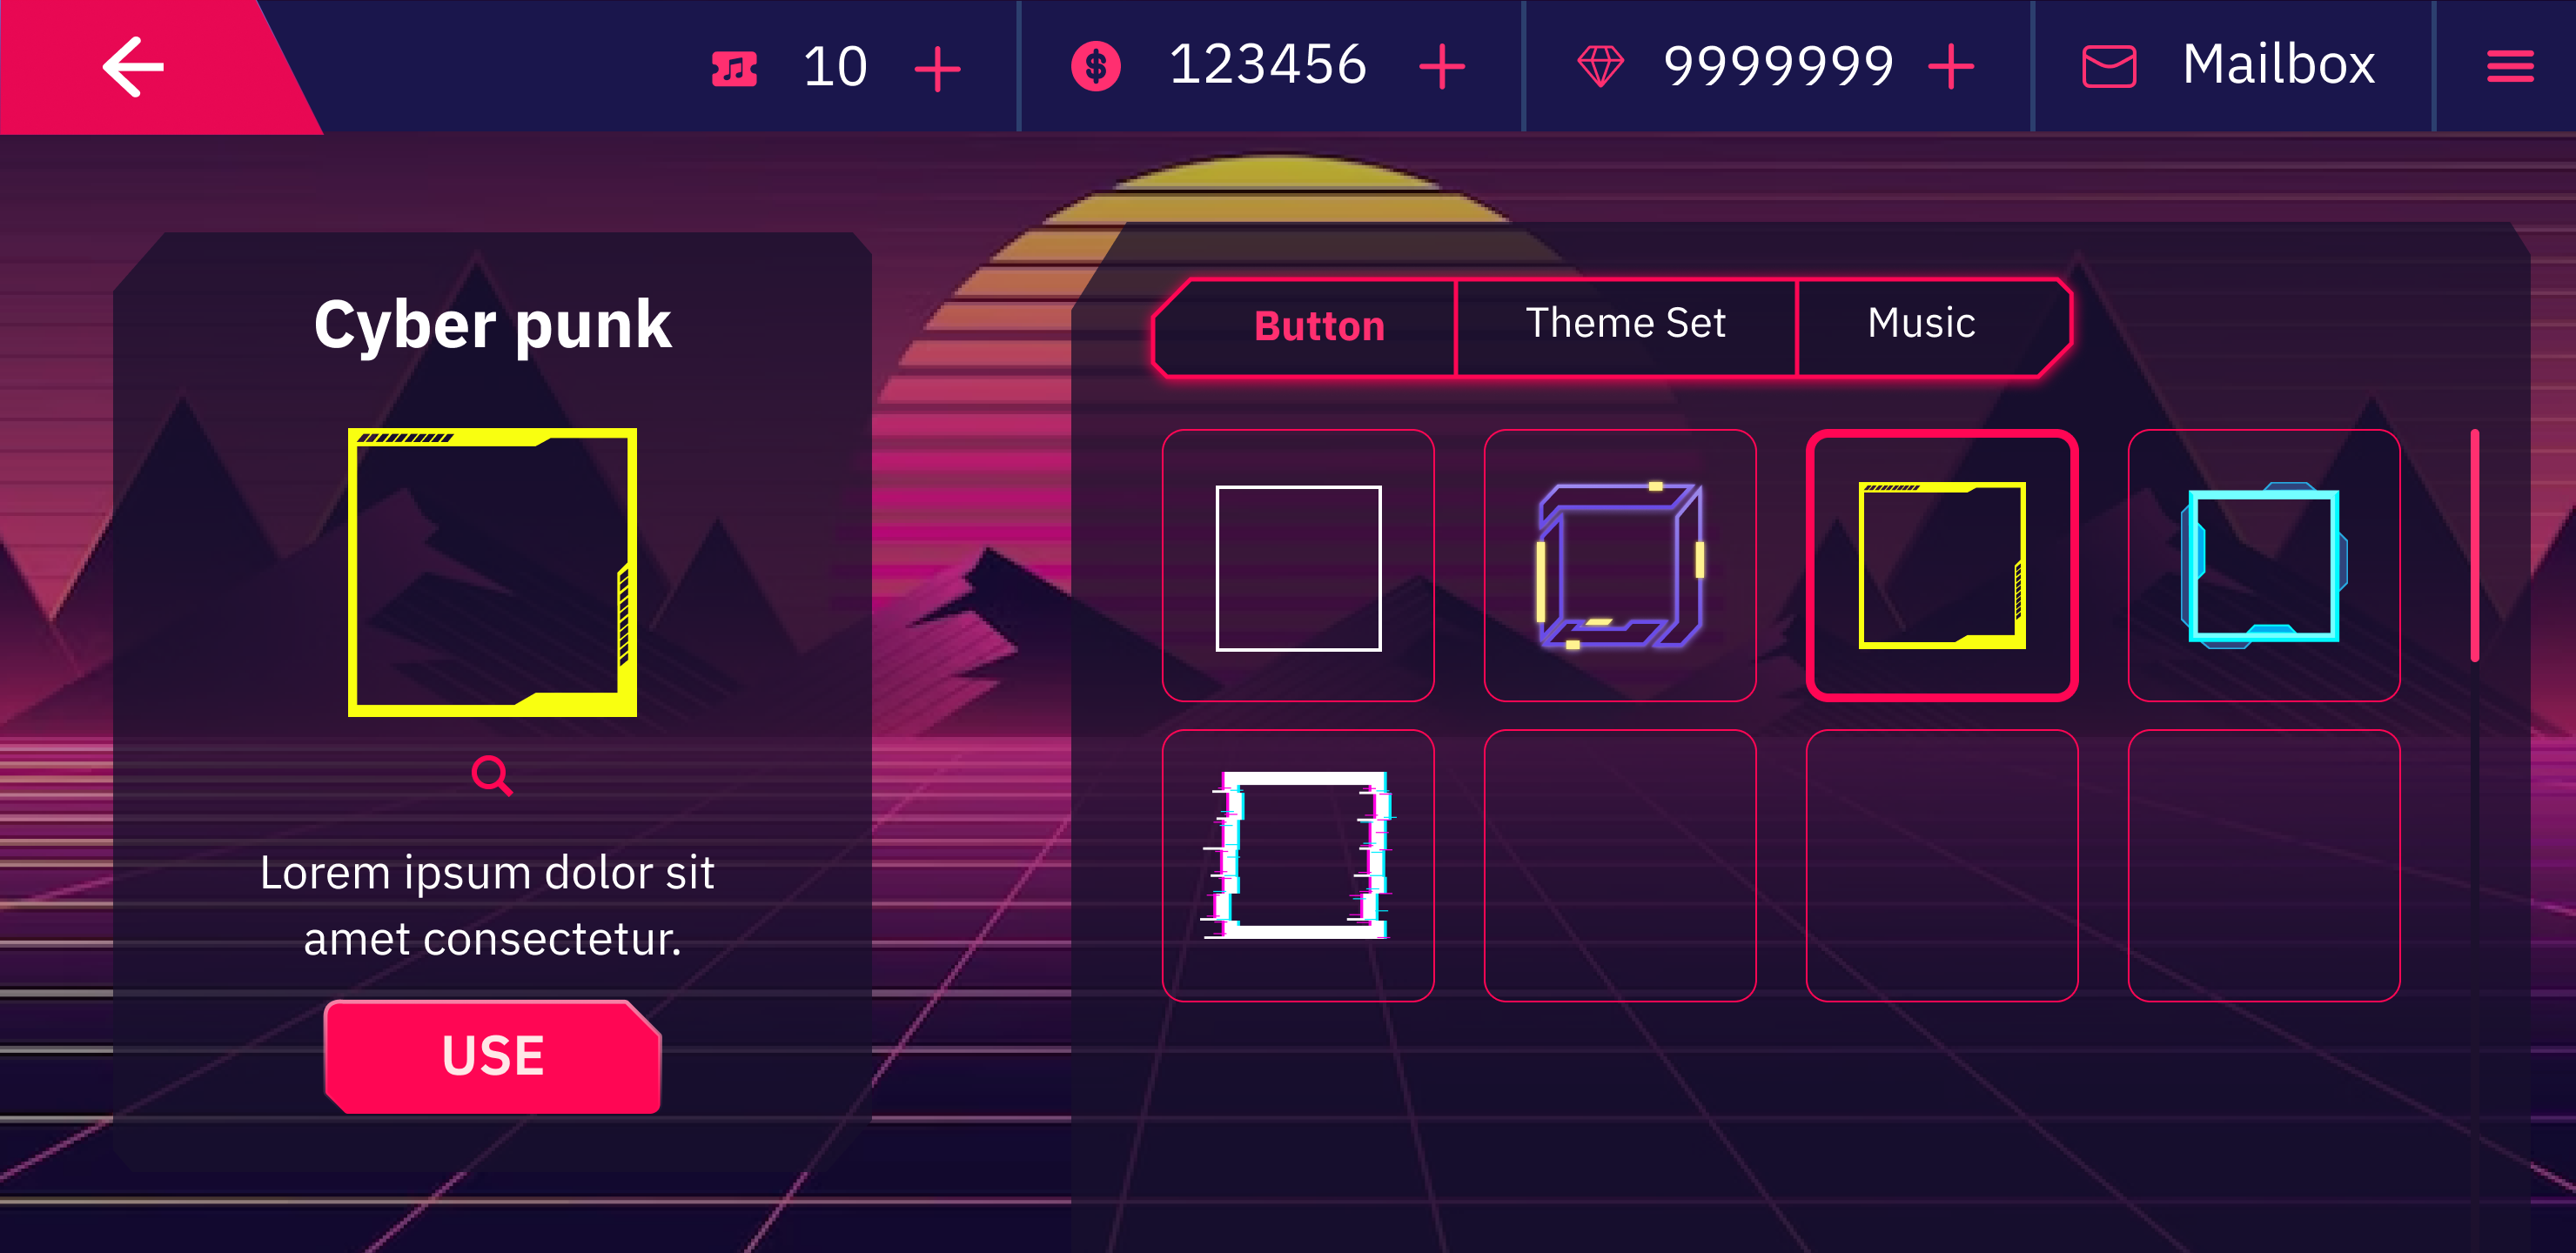 10
123456
9999999
Mailbox
Cyber punk
Button
Theme Set
Music
Lorem ipsum dolor sit
amet consectetur.
USE